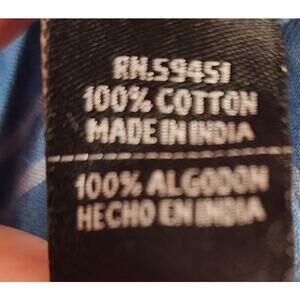 RN.59451
100% COTTON
MADE IN INDIA
100% ALGODON
HECHO EN INDIA